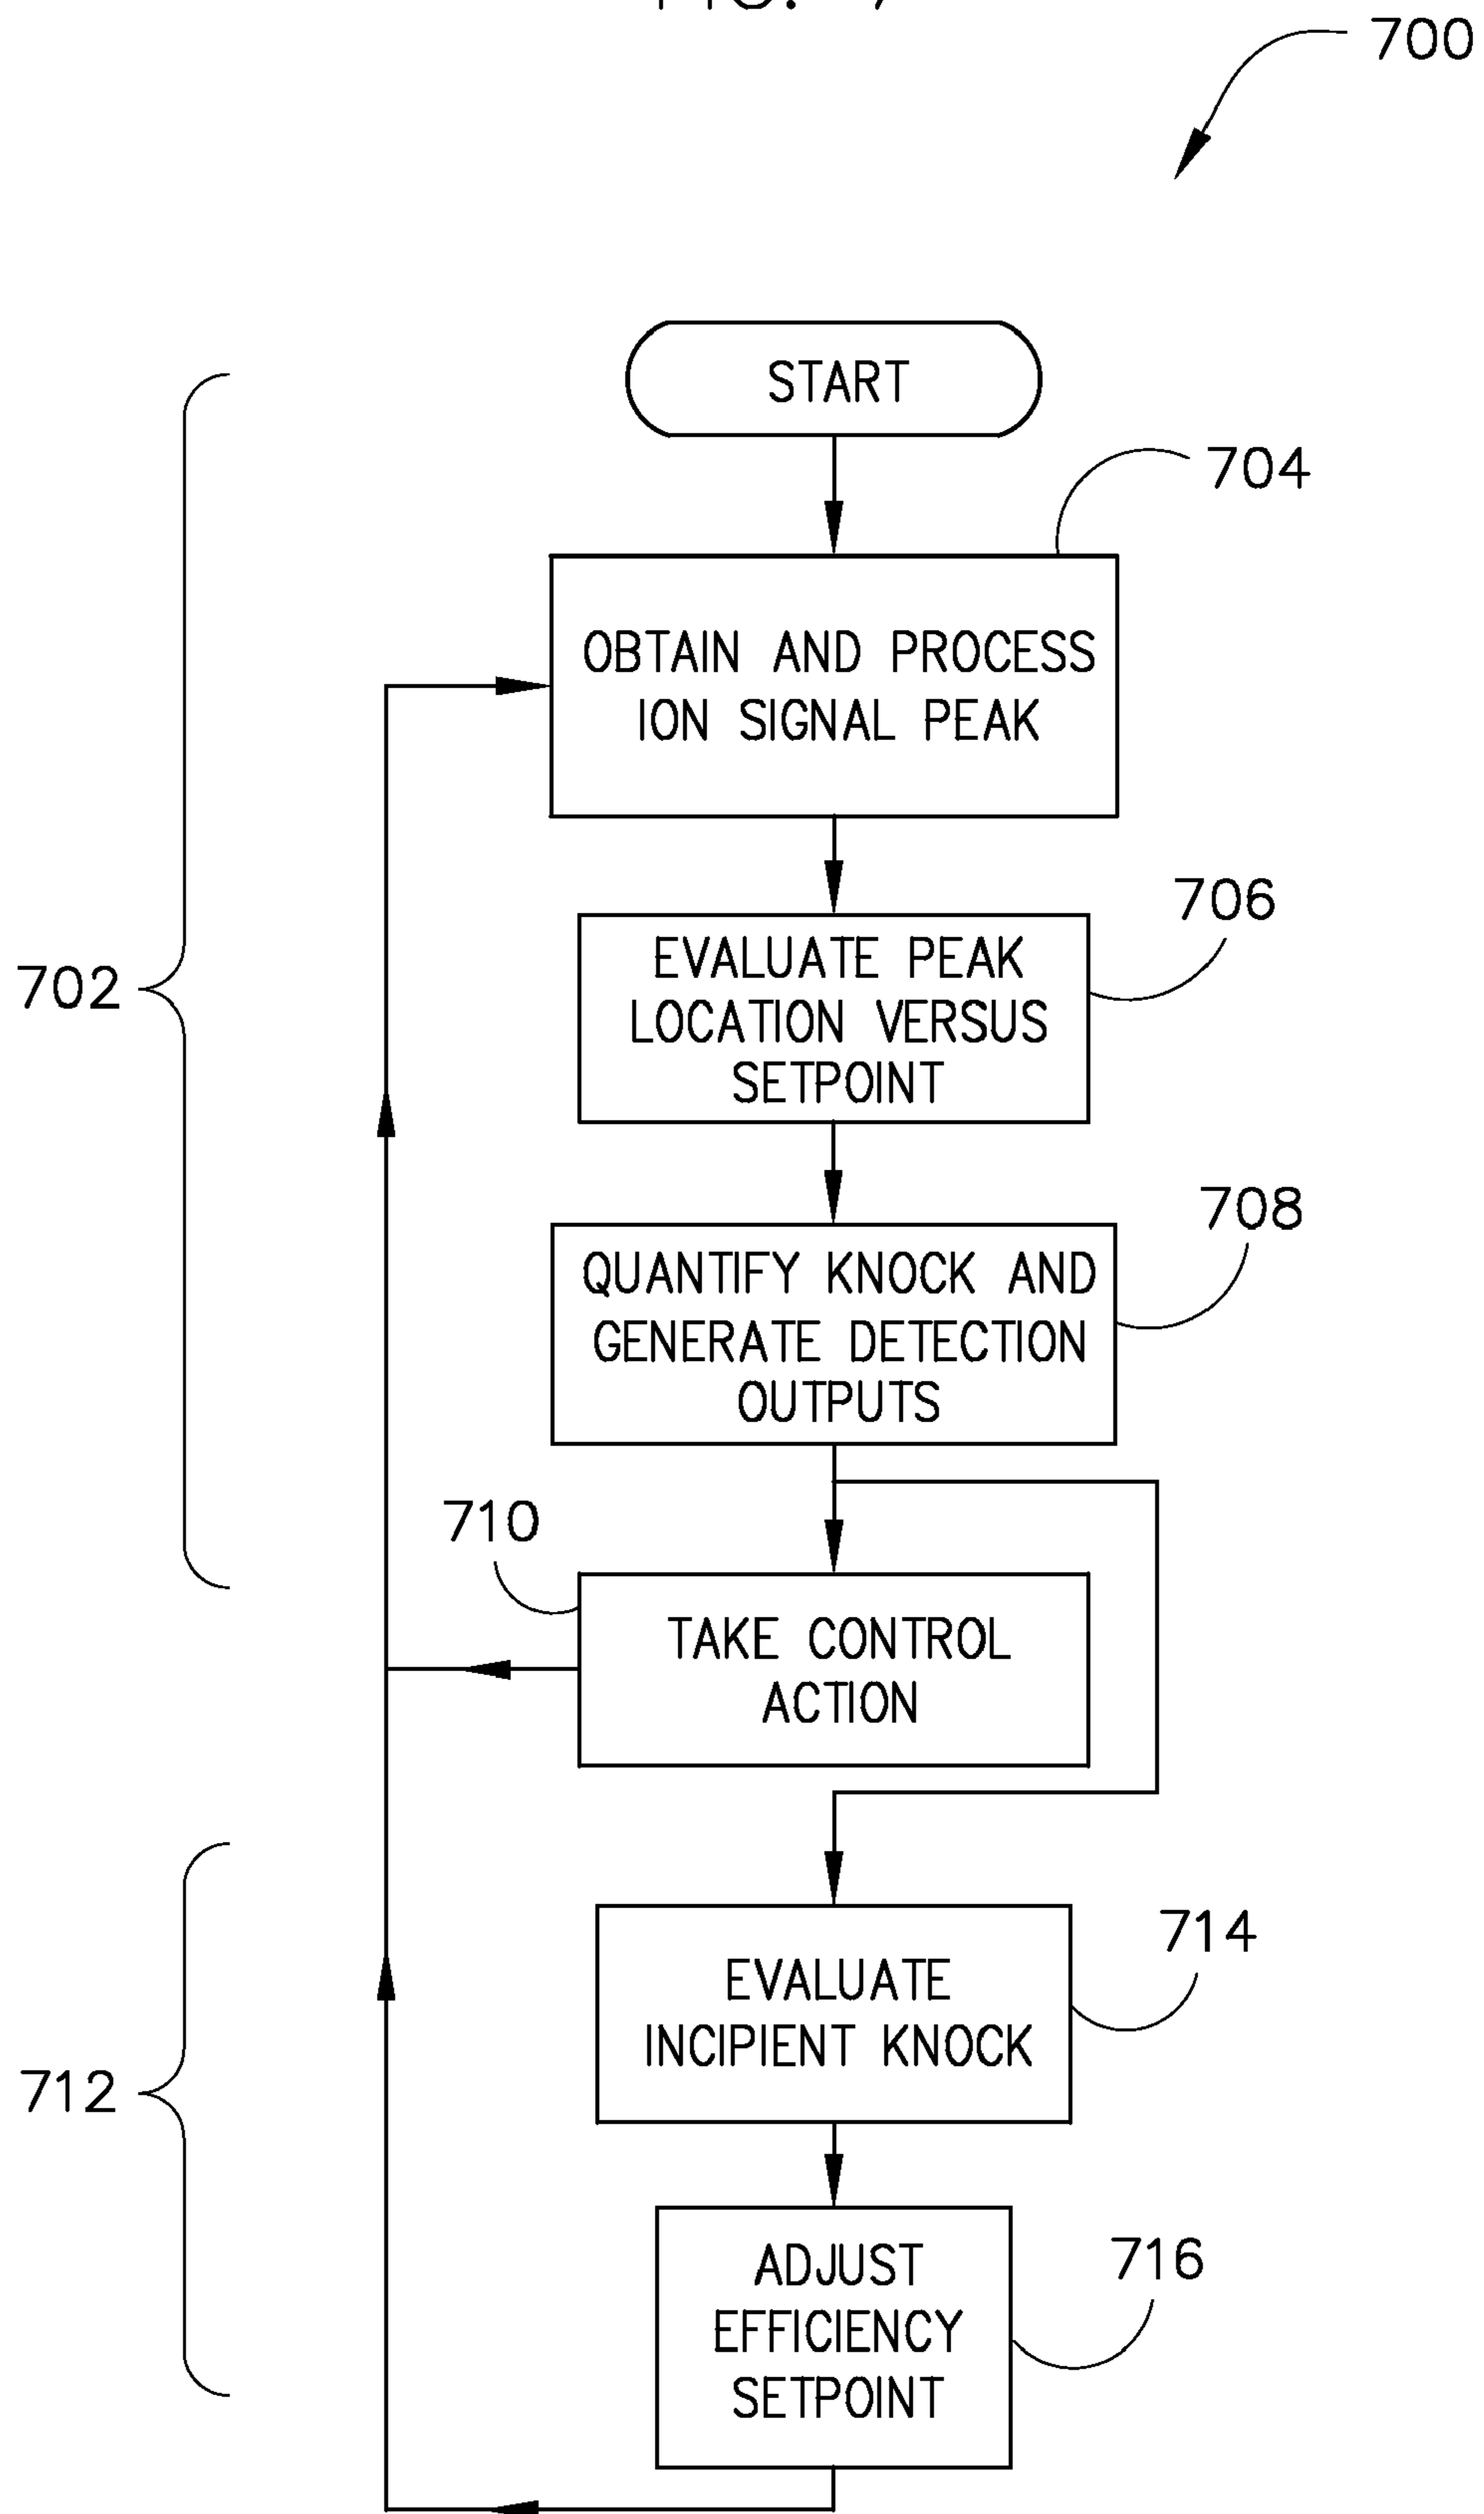 700
START
704
OBTAIN AND PROCESS
ION SIGNAL PEAK
706
EVALUATE PEAK
LOCATION VERSUS
SETPOINT
702
708
QUANTIFY KNOCK AND
GENERATE DETECTION
OUTPUTS
710
TAKE CONTROL
ACTION
714
EVALUATE
INCIPIENT KNOCK
712
716
ADJUST
EFFICIENCY
SETPOINT